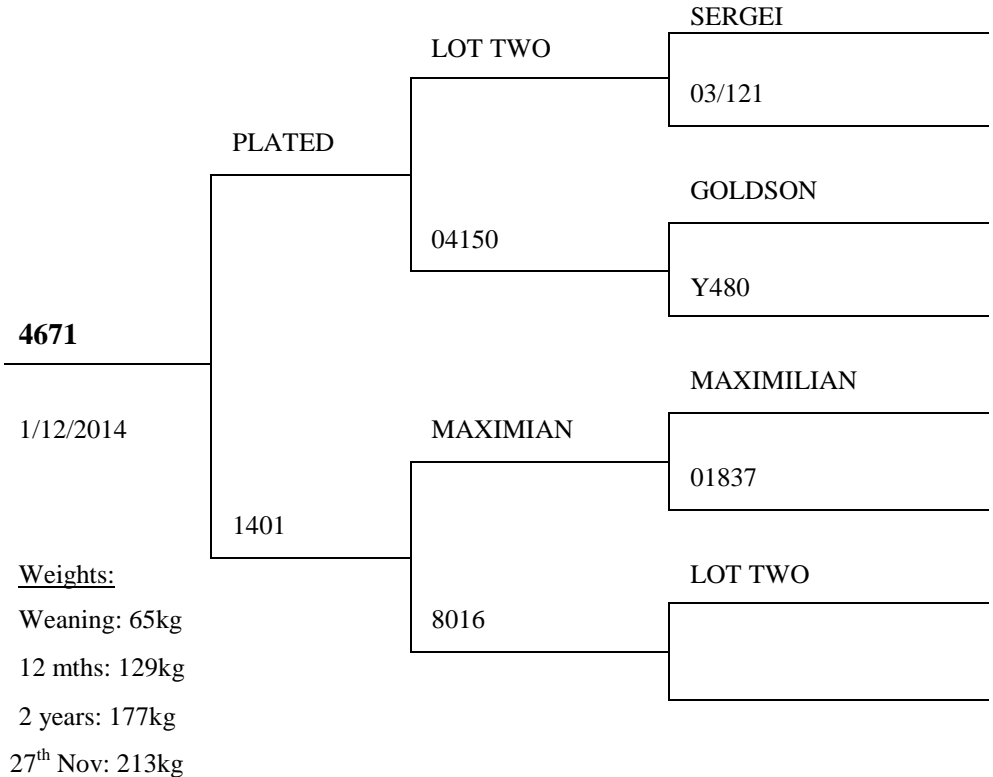 SERGEI
LOT TWO
03/121
PLATED
GOLDSON
04150
Y480
4671
MAXIMILIAN
1/12/2014
MAXIMIAN
01837
1401
Weights:
LOT TWO
Weaning: 65kg
8016
12 mths: 129kg
2 years: 177kg
27th Nov: 213kg